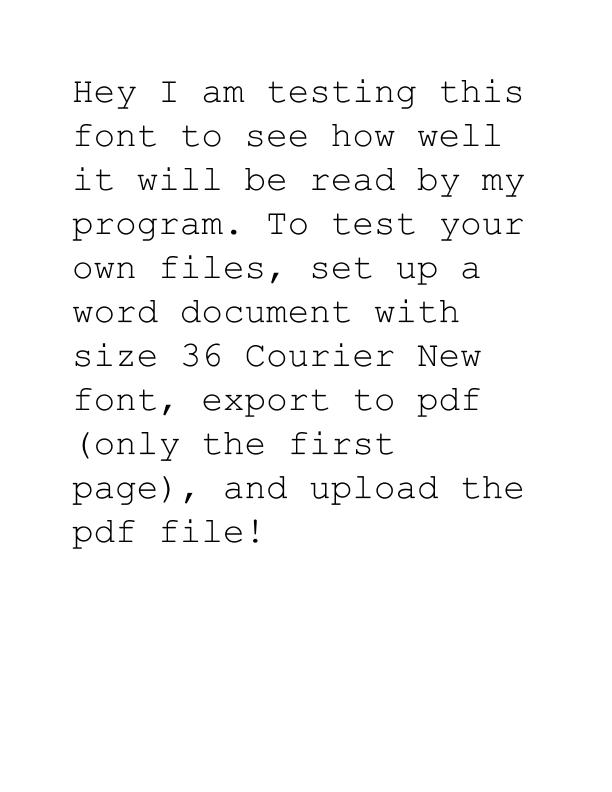 Hey I am testing this
font to see how well
it will be read by my
program. To test your
own files, set up a
word document with
size 36 Courier New
font, export to pdf
(only the first
page), and upload the
pdf file!